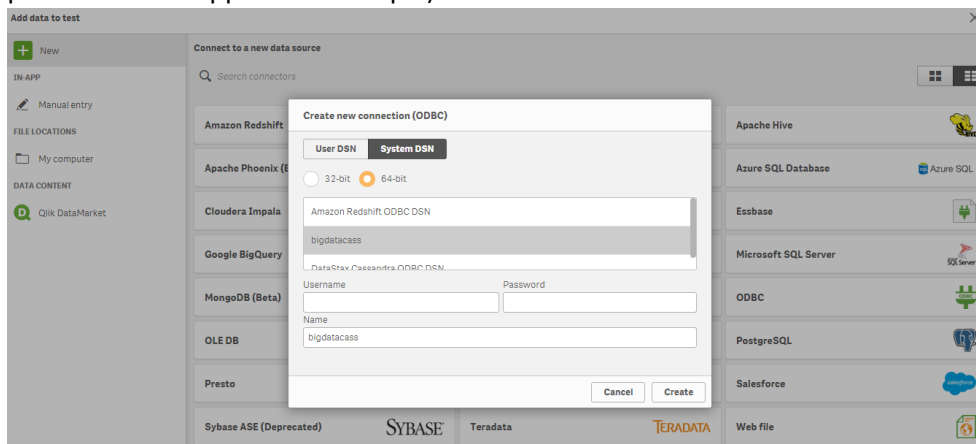 Add data to test
New
Connect to a new data source
IN-APP
Search connectors
Manual entry
FILE LOCATIONS
My computer
DATA CONTENT
Qlik DataMarket
Create new connection (ODBC)
User DSN System DSN
32-bit 64-bit
Amazon Redshift ODBC DSN
bigdatacass
DataStax Cassandra ODBC DSN
Username Password
Name
bigdatacass
Cancel Create
Amazon Redshift Apache Hive
Apache Phoenix (B Azure SQL Database Azure SQL
Cloudera Impala Essbase
Google BigQuery Microsoft SQL Server SQL Server
MongoDB (Beta) ODBC ODBC
OLE DB PostgreSQL
Presto Salesforce salesforce
Sybase ASE (Deprecated) SYBASE Teradata TERADATA Web file